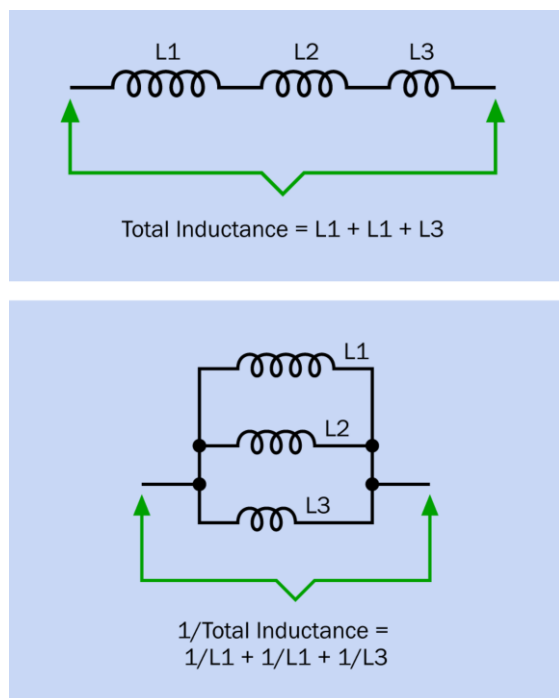 L1 L2 L3
Total Inductance = L1 + L1 + L3
L1
L2
L3
1/Total Inductance =
1/L1 + 1/L1 + 1/L3